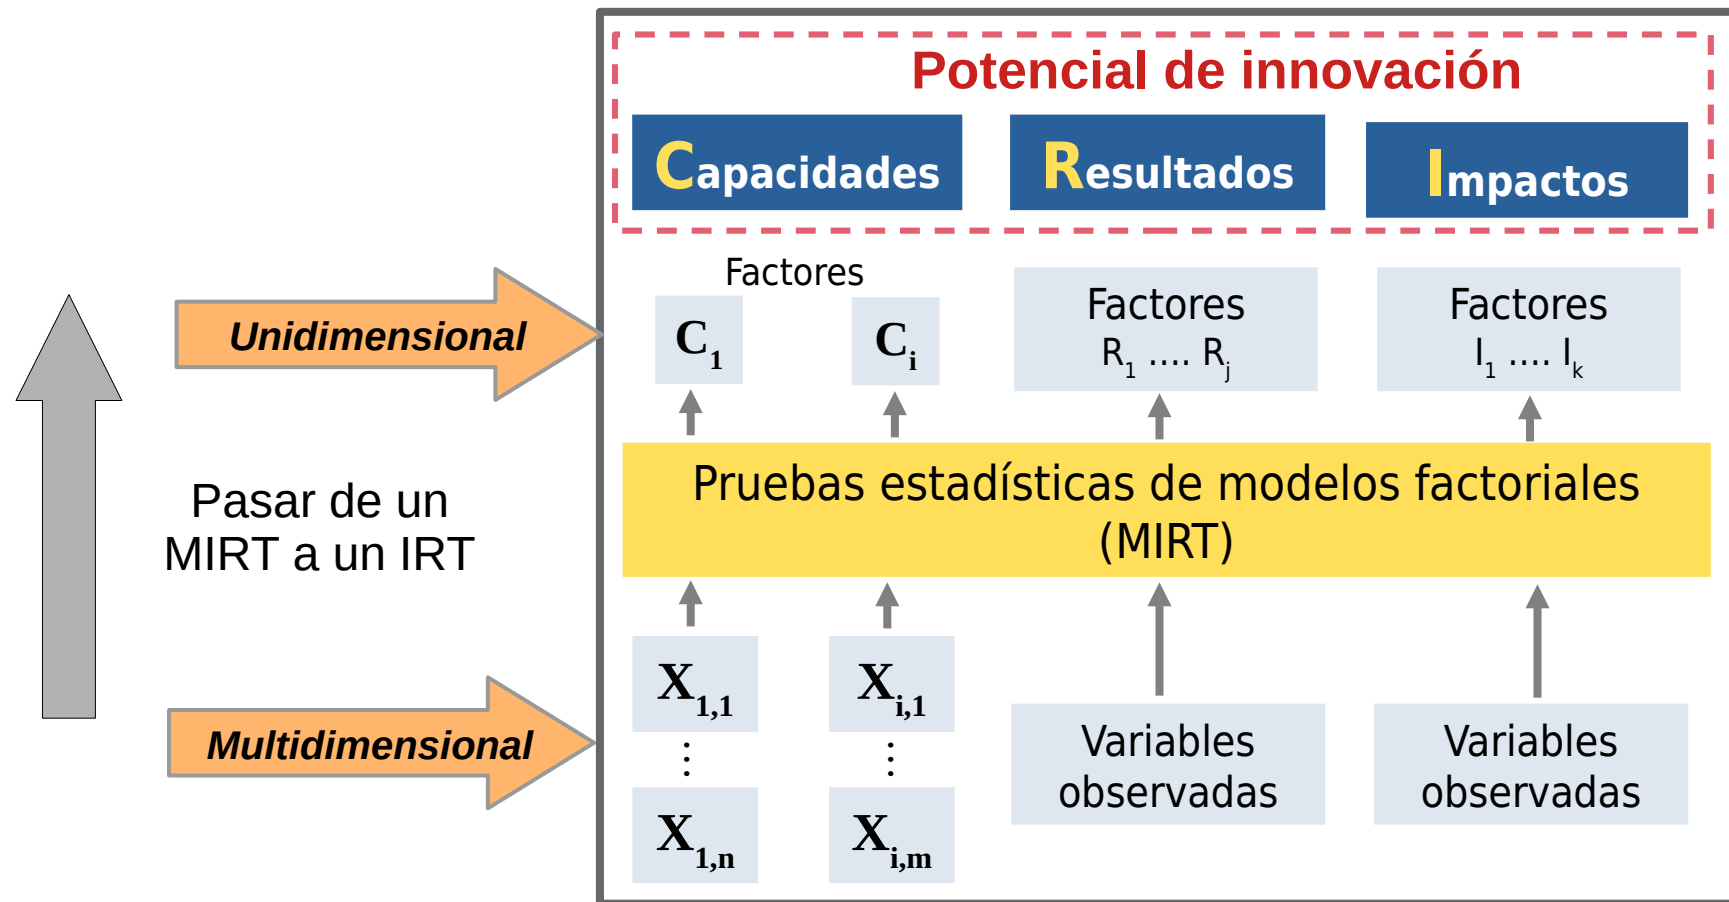 Potencial de innovación
Capacidades
Resultados
Impactos
Factores
C1
Ci
Factores
R1 .... Rj
Factores
I1 .... Ik
Unidimensional
Pruebas estadísticas de modelos factoriales
(MIRT)
Pasar de un
MIRT a un IRT
Multidimensional
X1,1
⋮
X1,n
Xi,1
⋮
Xi,m
Variables
observadas
Variables
observadas